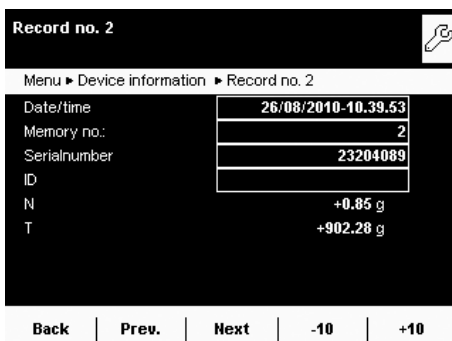 Record no. 2
Menu ▸ Device information ▸ Record no. 2
Date/time 26/08/2010-10.39.53
Memory no.: 2
Serialnumber 23204089
ID
N +0.85 g
T +902.28 g
Back Prev. Next -10 +10